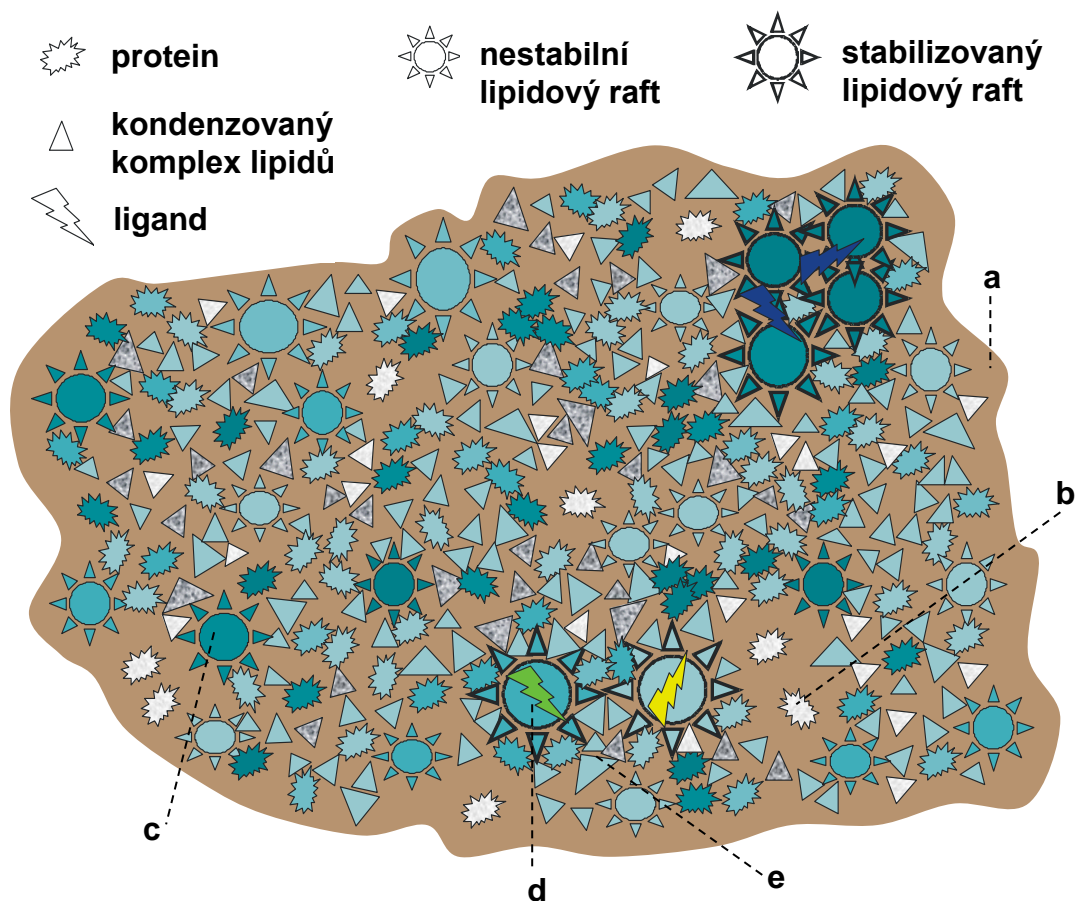 protein
nestabilní
lipidový raft
stabilizovaný
lipidový raft
kondenzovaný
komplex lipidů
ligand
a
b
c
d
e